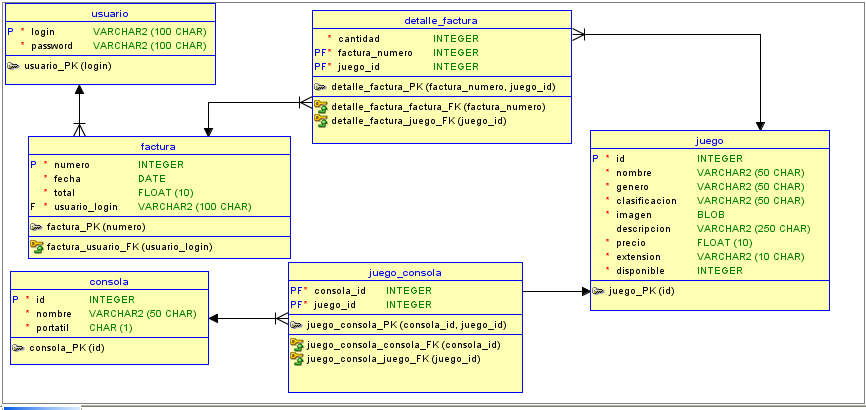 usuario
P * login VARCHAR2 (100 CHAR)
* password VARCHAR2 (100 CHAR)
usuario_PK (login)
detalle_factura
* cantidad INTEGER
PF* factura_numero INTEGER
PF* juego_id INTEGER
detalle_factura_PK (factura_numero, juego_id)
detalle_factura_factura_FK (factura_numero)
detalle_factura_juego_FK (juego_id)
factura
P * numero INTEGER
* fecha DATE
* total FLOAT (10)
F * usuario_login VARCHAR2 (100 CHAR)
factura_PK (numero)
factura_usuario_FK (usuario_login)
juego
P * id INTEGER
* nombre VARCHAR2 (50 CHAR)
* genero VARCHAR2 (50 CHAR)
* clasificacion VARCHAR2 (50 CHAR)
* imagen BLOB
descripcion VARCHAR2 (250 CHAR)
* precio FLOAT (10)
* extension VARCHAR2 (10 CHAR)
* disponible INTEGER
juego_PK (id)
consola
P * id INTEGER
* nombre VARCHAR2 (50 CHAR)
* portatil CHAR (1)
consola_PK (id)
juego_consola
PF* consola_id INTEGER
PF* juego_id INTEGER
juego_consola_PK (consola_id, juego_id)
juego_consola_consola_FK (consola_id)
juego_consola_juego_FK (juego_id)